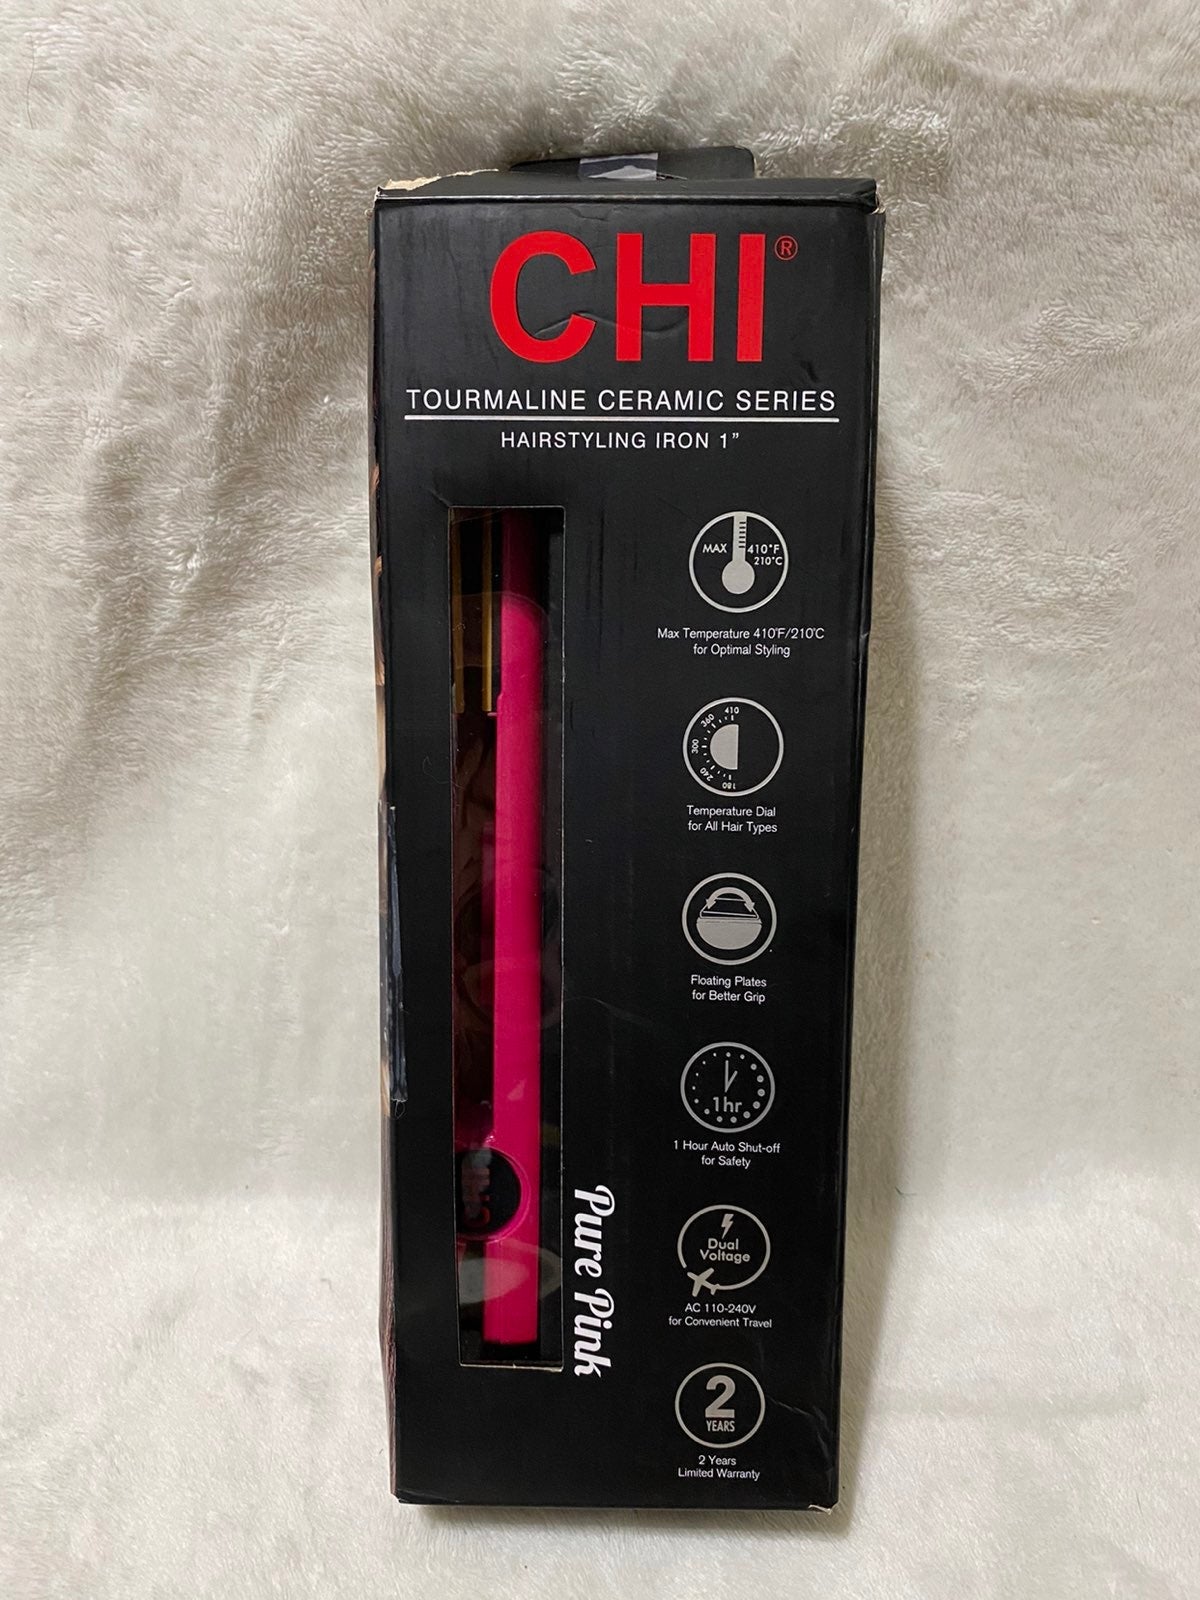 CHI®
TOURMALINE CERAMIC SERIES
HAIRSTYLING IRON 1”
MAX 410°F
210°C
Max Temperature 410°F/210°C
for Optimal Styling
410
360
300
240
180
Temperature Dial
for All Hair Types
Floating Plates
for Better Grip
1hr
1 Hour Auto Shut-off
for Safety
CHI
Pure Pink
Dual
Voltage
AC 110-240V
for Convenient Travel
2
YEARS
2 Years
Limited Warranty